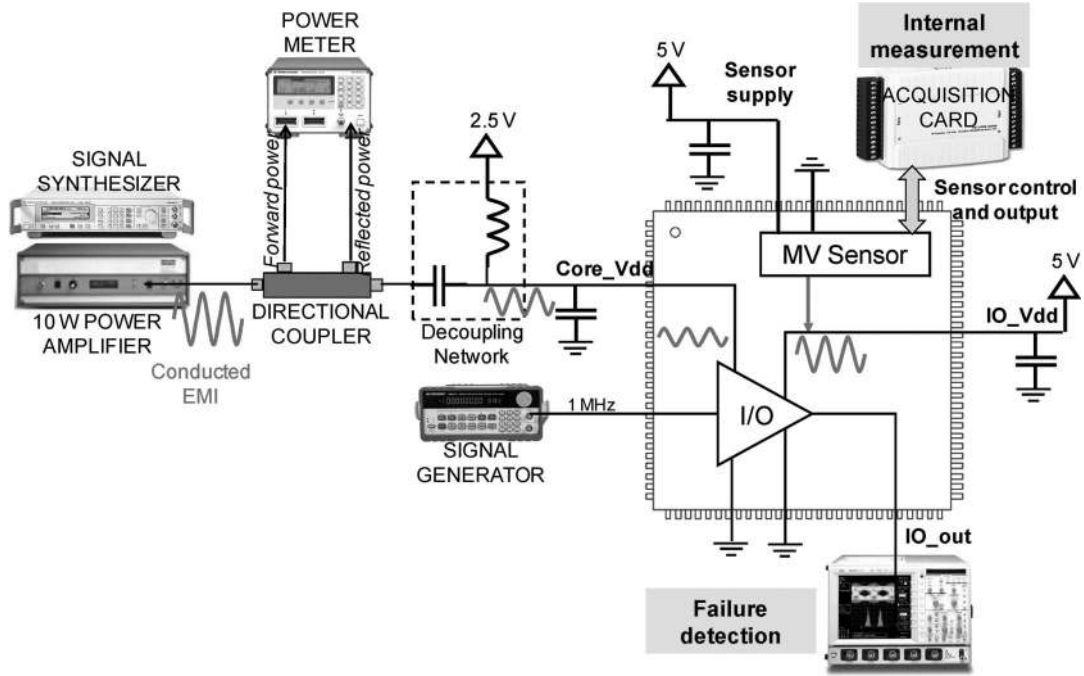 POWER
METER
Internal
measurement
5 V
Sensor
supply
ACQUISITION
CARD
2.5 V
SIGNAL
SYNTHESIZER
Forward power
Reflected power
Sensor control
and output
MV Sensor
5 V
Core_Vdd
IO_Vdd
10 W POWER
AMPLIFIER
DIRECTIONAL
COUPLER
Decoupling
Network
Conducted
EMI
1 MHz
I/O
SIGNAL
GENERATOR
IO_out
Failure
detection